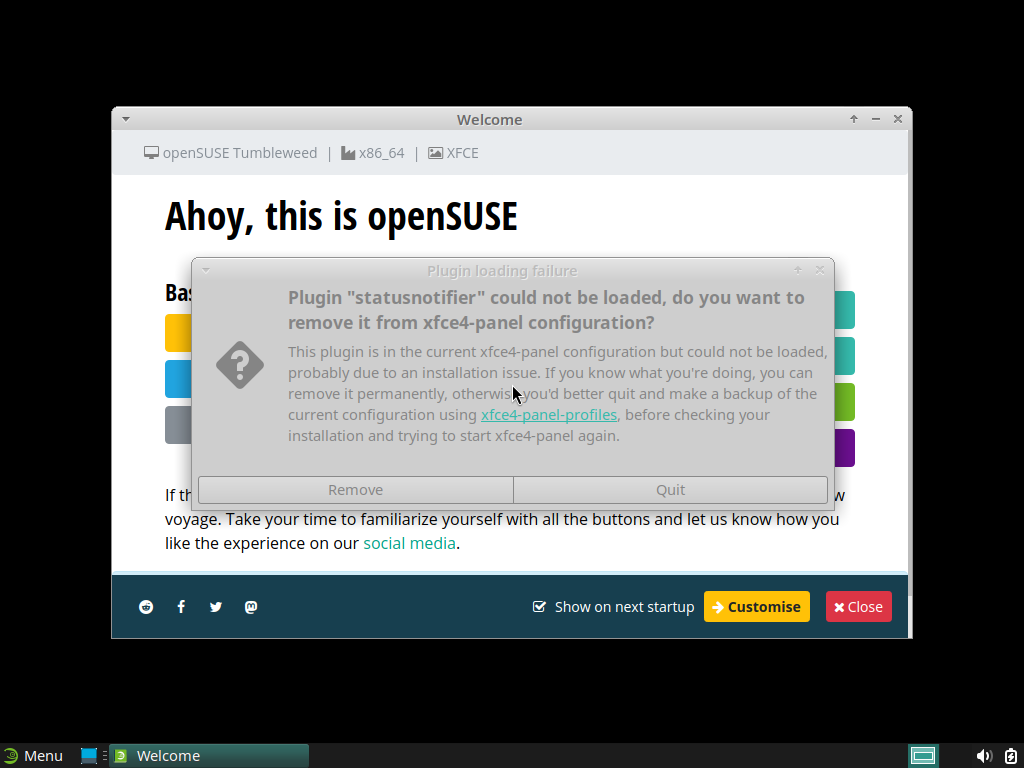 Welcome
openSUSE Tumbleweed | x86_64 | XFCE
Ahoy, this is openSUSE
Plugin loading failure
Plugin "statusnotifier" could not be loaded, do you want to
remove it from xfce4-panel configuration?
This plugin is in the current xfce4-panel configuration but could not be loaded,
probably due to an installation issue. If you know what you're doing, you can
remove it permanently, otherwise you'd better quit and make a backup of the
current configuration using xfce4-panel-profiles, before checking your
installation and trying to start xfce4-panel again.
Remove
Quit
voyage. Take your time to familiarize yourself with all the buttons and let us know how you
like the experience on our social media.
Show on next startup
Customise
Close
Menu
Welcome